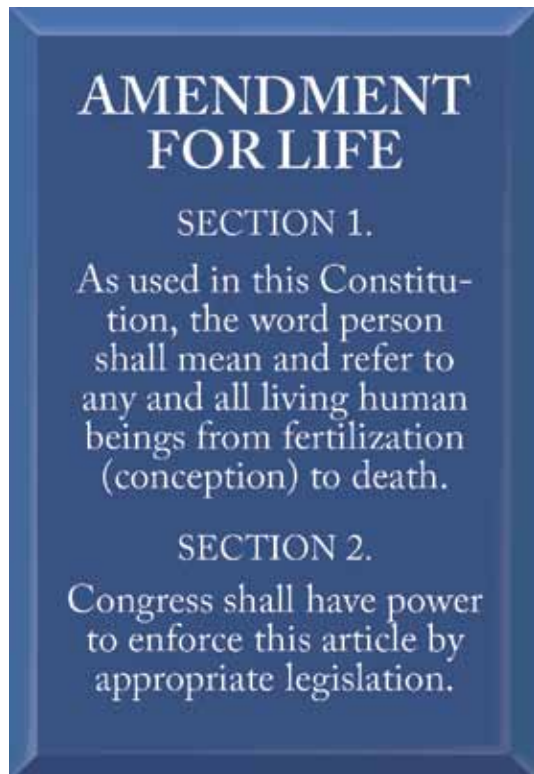 AMENDMENT
FOR LIFE
SECTION 1.
As used in this Constitu-
tion, the word person
shall mean and refer to
any and all living human
beings from fertilization
(conception) to death.
SECTION 2.
Congress shall have power
to enforce this article by
appropriate legislation.